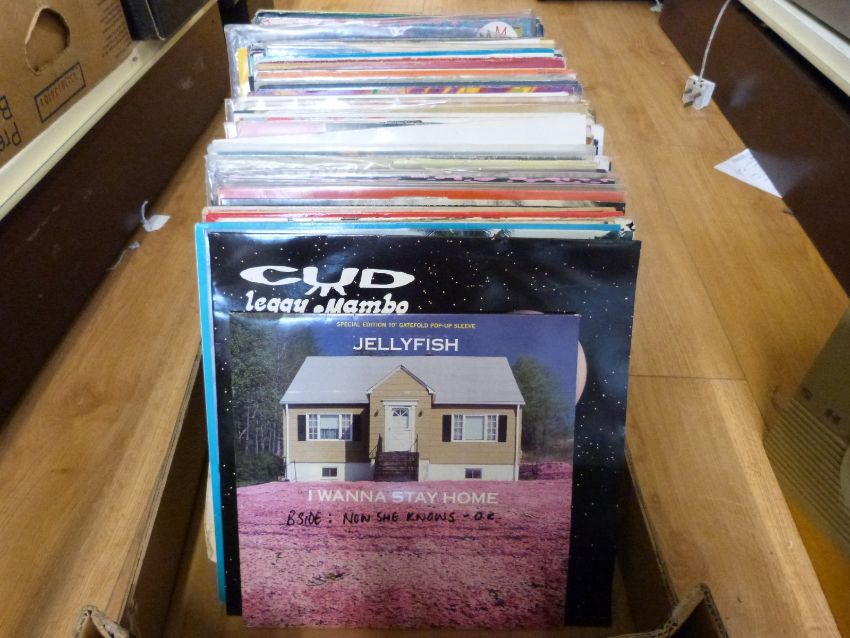 CUD
leggy Mambo
SPECIAL EDITION 10" GATEFOLD POP-UP SLEEVE
JELLYFISH
I WANNA STAY HOME
BSIDE: NOW SHE KNOWS - O.K.
M